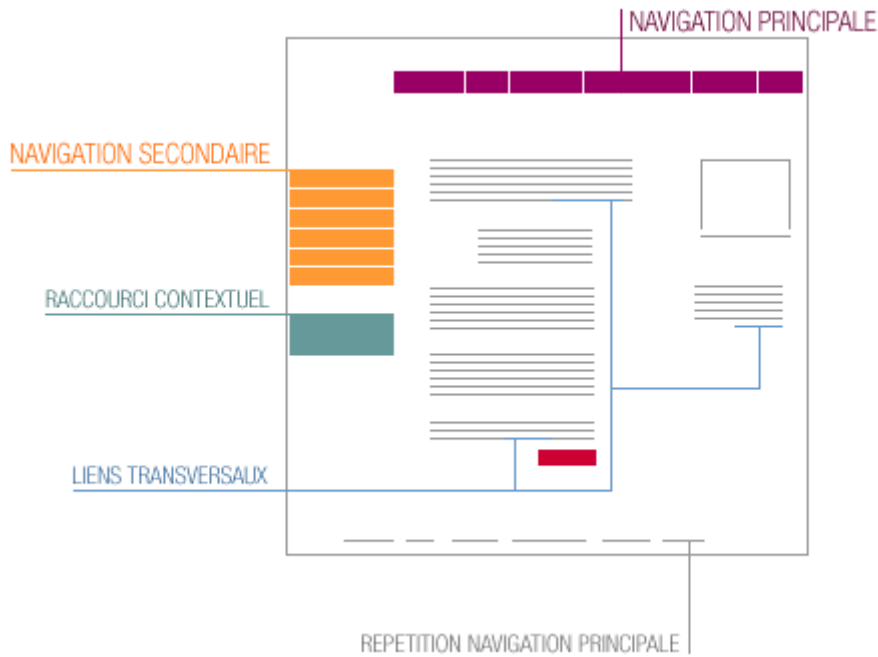 NAVIGATION PRINCIPALE
NAVIGATION SECONDAIRE
RACCOURCI CONTEXTUEL
LIENS TRANSVERSAUX
REPETITION NAVIGATION PRINCIPALE